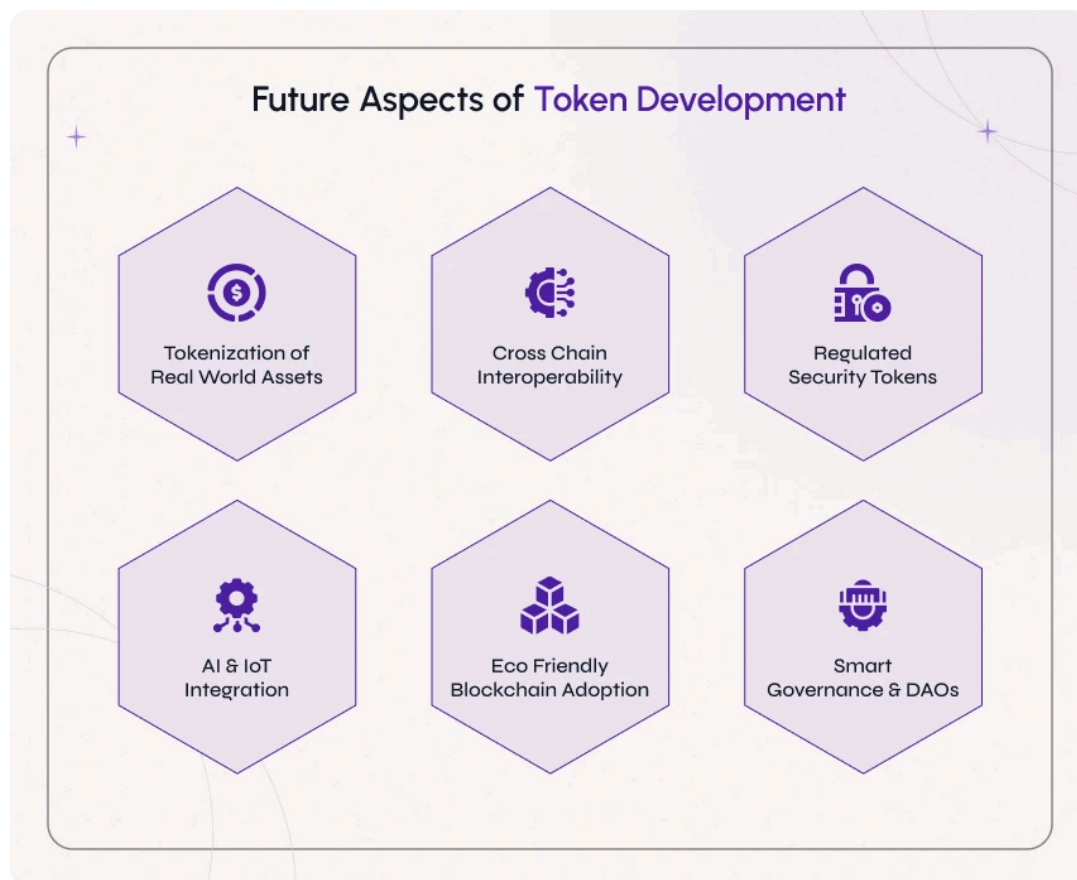 Future Aspects of Token Development
Tokenization of
Real World Assets
Cross Chain
Interoperability
Regulated
Security Tokens
AI & IoT
Integration
Eco Friendly
Blockchain Adoption
Smart
Governance & DAOs